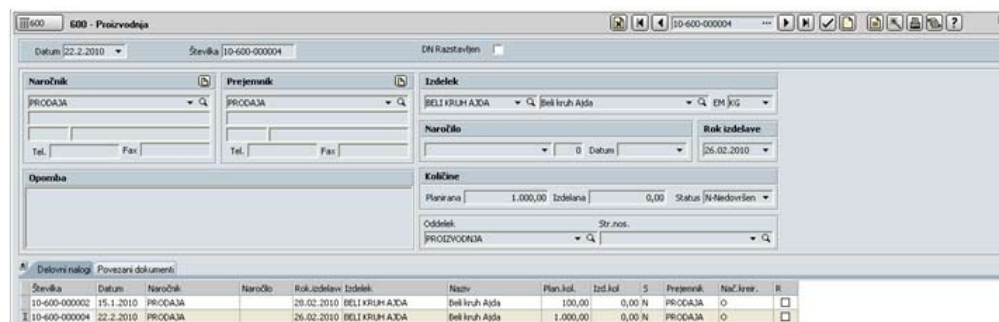 600 600 - Proizvodnja 10-600-000004 ... ?
Datum 22.2.2010 Številka 10-600-000004 DN Razstavljen
Naročnik Prejemnik Izdelek
PRODAJA PRODAJA BELI KRUH AJDA Beli kruh Ajda EM KG
Naročilo Rok izdelave
Tel. Fax Tel. Fax 0 Datum 26.02.2010
Opomba Količine
Planirana 1.000,00 Izdelana 0,00 Status N-Nedovršen
Oddelek Str.nos.
PROIZVODNJA
Delovni nalogi Povezani dokumenti
Številka Datum Naročnik Naročilo Rok.izdelave Izdelek Naziv Plan.kol. Izd.kol S Prejemnik Nač.kreir. R
10-600-000002 15.1.2010 PRODAJA 28.02.2010 BELI KRUH AJDA Beli kruh Ajda 100,00 0,00 N PRODAJA O
10-600-000004 22.2.2010 PRODAJA 26.02.2010 BELI KRUH AJDA Beli kruh Ajda 1.000,00 0,00 N PRODAJA O